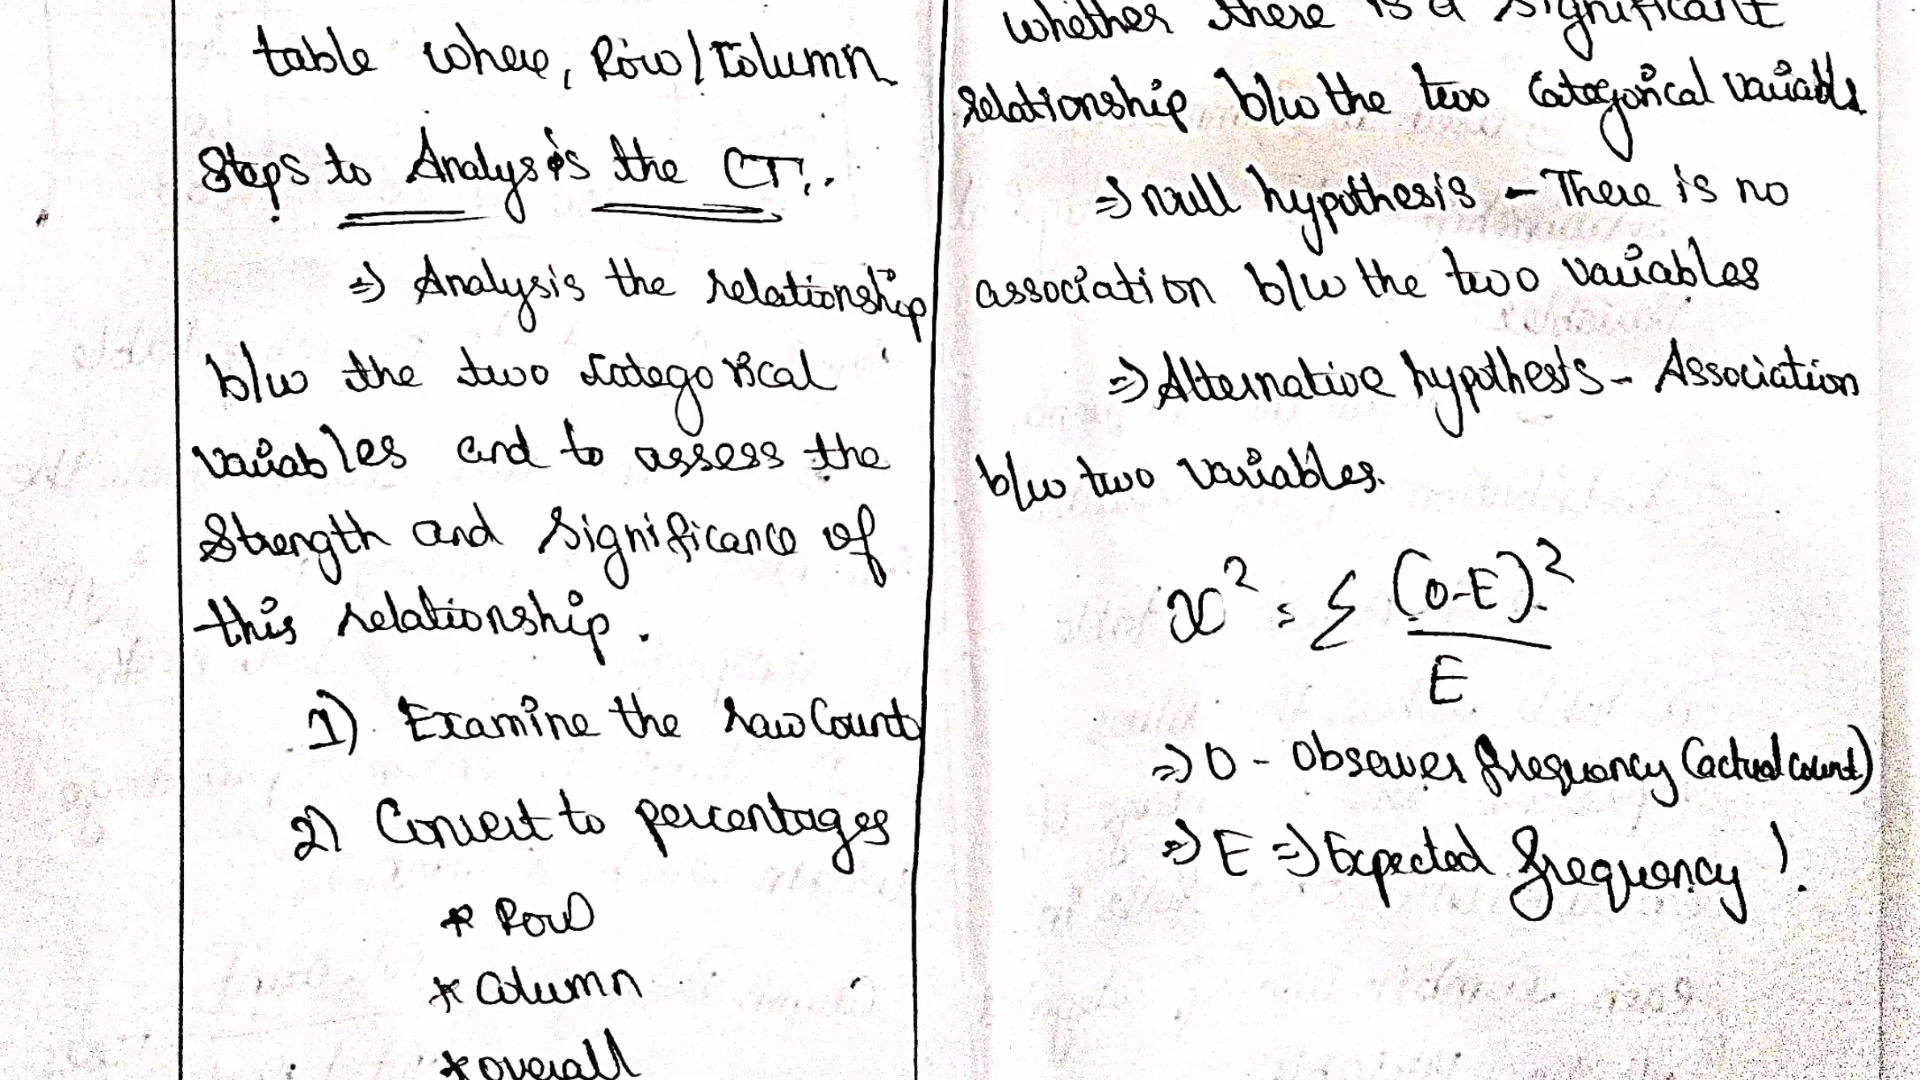 table where, Row/Column
Steps to Analysis the CT:.
=> Analysis the relationship
b/w the two categorical
variables and to assess the
Strength and significance of
this relationship.
1) Examine the raw Counts
2) Convert to percentages
* Row
* Column
* overall
whether there is a significant
relationship b/w the two Categorical variable
=> null hypothesis - There is no
association b/w the two variables
=> Alternative hypothesis - Association
b/w two variables.
x² = Σ (O-E)²
E
=> O - Observer frequency (actual count)
=> E => Expected frequency !.